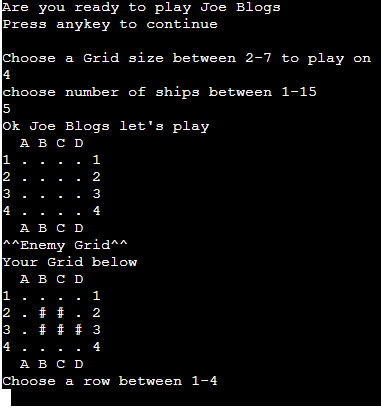 Are you ready to play Joe Blogs
Press anykey to continue
Choose a Grid size between 2-7 to play on
4
choose number of ships between 1-15
5
Ok Joe Blogs let's play
  A B C D
1 . . . . 1
2 . . . . 2
3 . . . . 3
4 . . . . 4
  A B C D
^^Enemy Grid^^
Your Grid below
  A B C D
1 . . . . 1
2 . # # . 2
3 . # # # 3
4 . . . . 4
  A B C D
Choose a row between 1-4